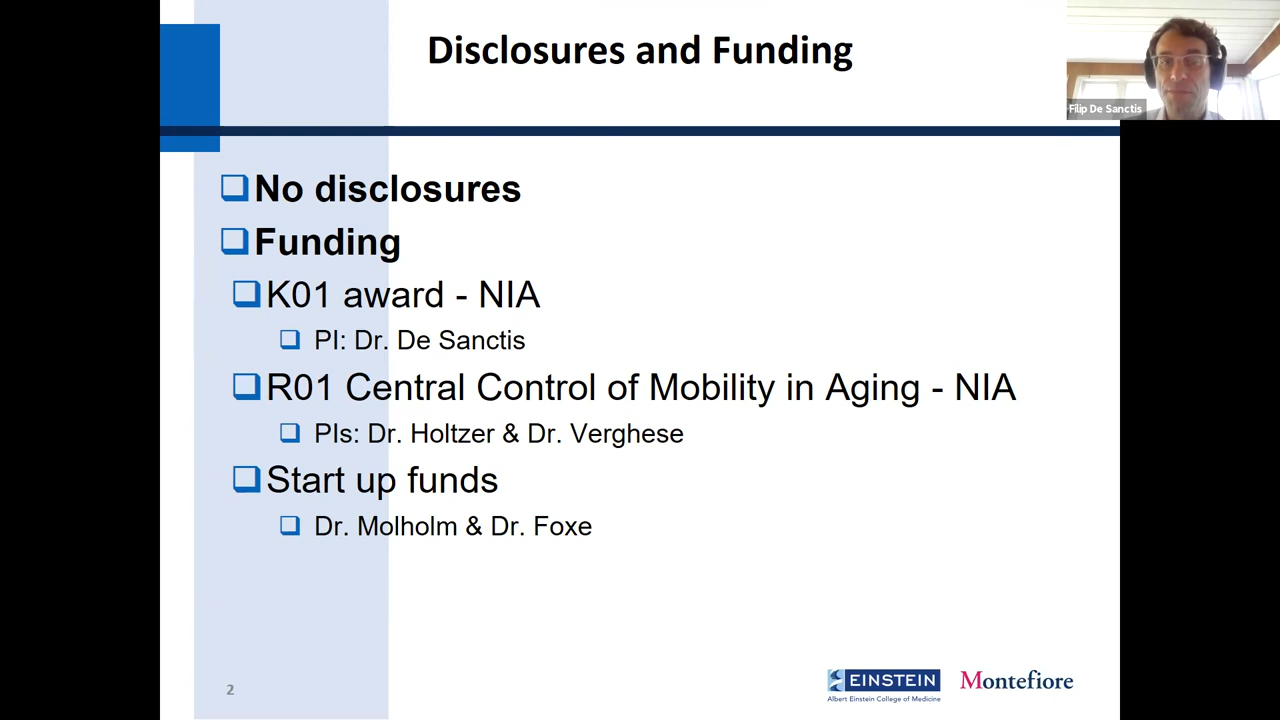 Disclosures and Funding
Filip De Sanctis
No disclosures
Funding
K01 award - NIA
PI: Dr. De Sanctis
R01 Central Control of Mobility in Aging - NIA
PIs: Dr. Holtzer & Dr. Verghese
Start up funds
Dr. Molholm & Dr. Foxe
2
EINSTEIN
Albert Einstein College of Medicine
Montefiore